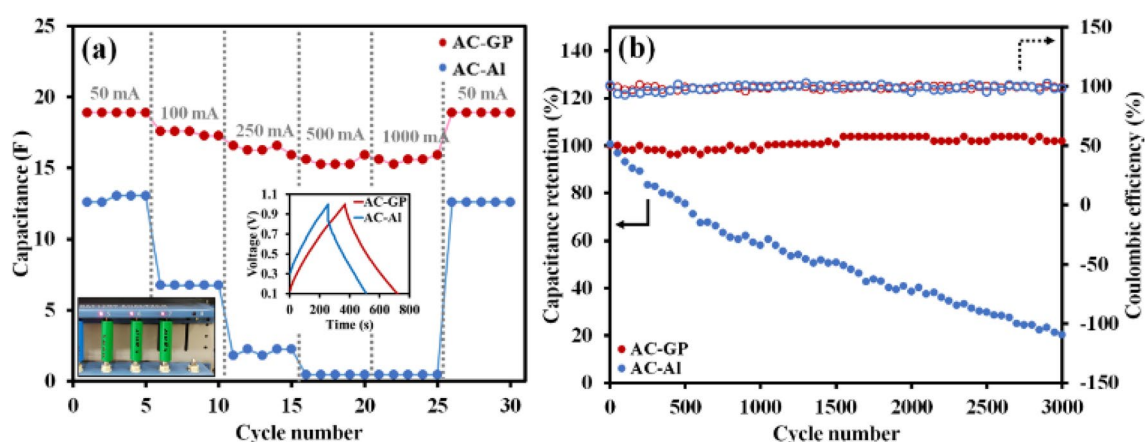 (a)
AC-GP
AC-Al
50 mA
100 mA
250 mA
500 mA
1000 mA
50 mA
Capacitance (F)
25
20
15
10
5
0
0 5 10 15 20 25 30
Cycle number
Voltage (V)
1.1
0.9
0.7
0.5
0.3
0.1
AC-GP
AC-Al
0 200 400 600 800
Time (s)
(b)
Capacitance retention (%)
140
120
100
80
60
40
20
0
AC-GP
AC-Al
0 500 1000 1500 2000 2500 3000
Cycle number
150
100
50
0
-50
-100
-150
Coulombic efficiency (%)